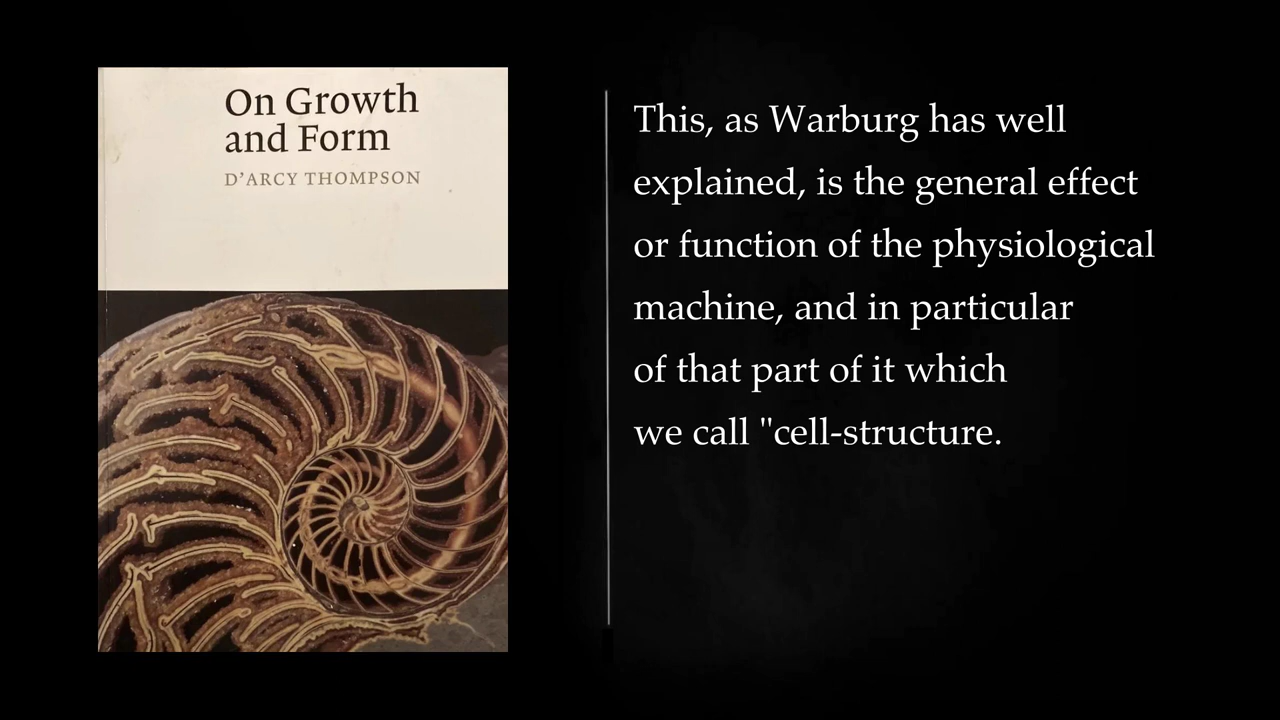 On Growth
and Form
D'ARCY THOMPSON
This, as Warburg has well
explained, is the general effect
or function of the physiological
machine, and in particular
of that part of it which
we call "cell-structure.